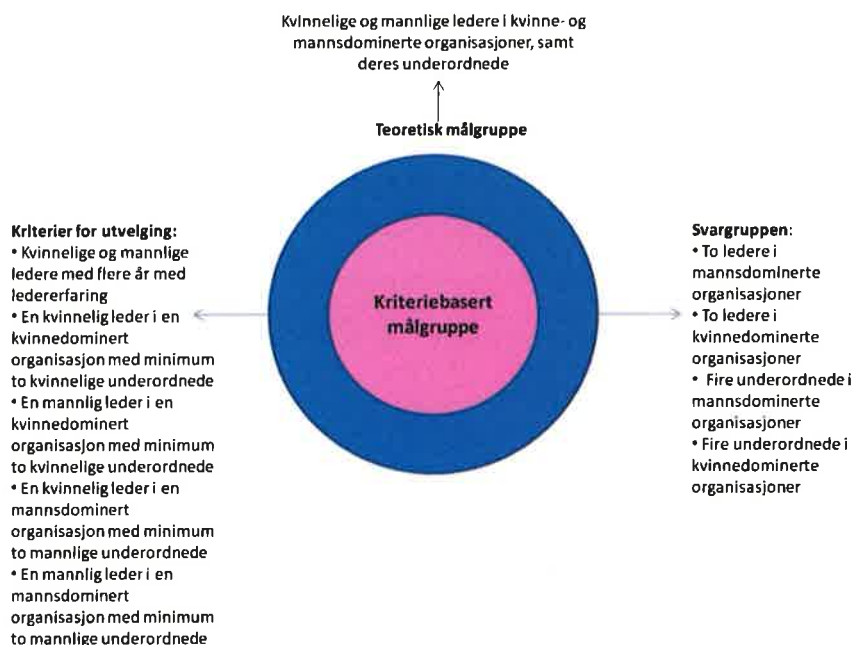 Kvinnelige og mannlige ledere i kvinne- og
mannsdominerte organisasjoner, samt
deres underordnede
Teoretisk målgruppe
Kriterier for utvelging:
• Kvinnelige og mannlige
ledere med flere år med
ledererfaring
• En kvinnelig leder i en
kvinnedominert
organisasjon med minimum
to kvinnelige underordnede
• En mannlig leder i en
kvinnedominert
organisasjon med minimum
to kvinnelige underordnede
• En kvinnelig leder i en
mannsdominert
organisasjon med minimum
to mannlige underordnede
• En mannlig leder i en
mannsdominert
organisasjon med minimum
to mannlige underordnede
Kriteriebasert
målgruppe
Svargruppen:
• To ledere i
mannsdominerte
organisasjoner
• To ledere i
kvinnedominerte
organisasjoner
• Fire underordnede i
mannsdominerte
organisasjoner
• Fire underordnede i
kvinnedominerte
organisasjoner